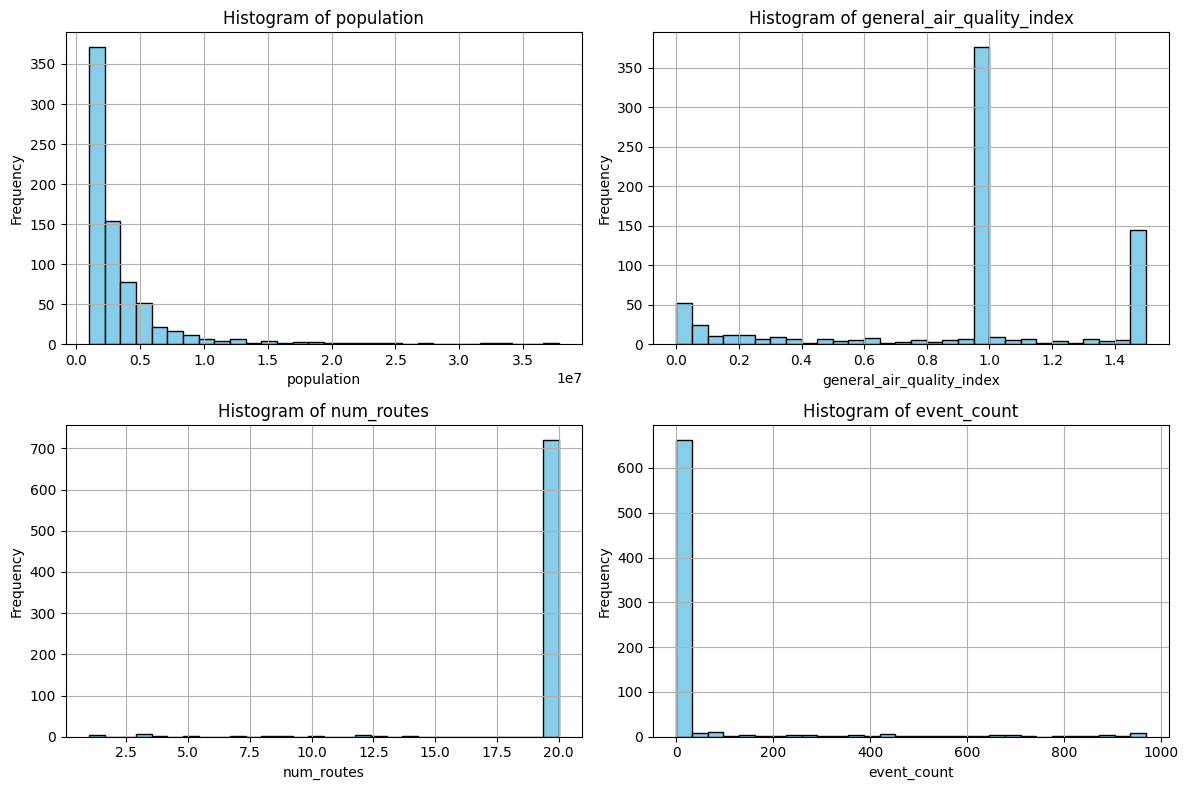 Histogram of population
Frequency
350
300
250
200
150
100
50
0
0.0 0.5 1.0 1.5 2.0 2.5 3.0 3.5
1e7
population
Histogram of general_air_quality_index
Frequency
350
300
250
200
150
100
50
0
0.0 0.2 0.4 0.6 0.8 1.0 1.2 1.4
general_air_quality_index
Histogram of num_routes
Frequency
700
600
500
400
300
200
100
0
2.5 5.0 7.5 10.0 12.5 15.0 17.5 20.0
num_routes
Histogram of event_count
Frequency
600
500
400
300
200
100
0
0 200 400 600 800 1000
event_count